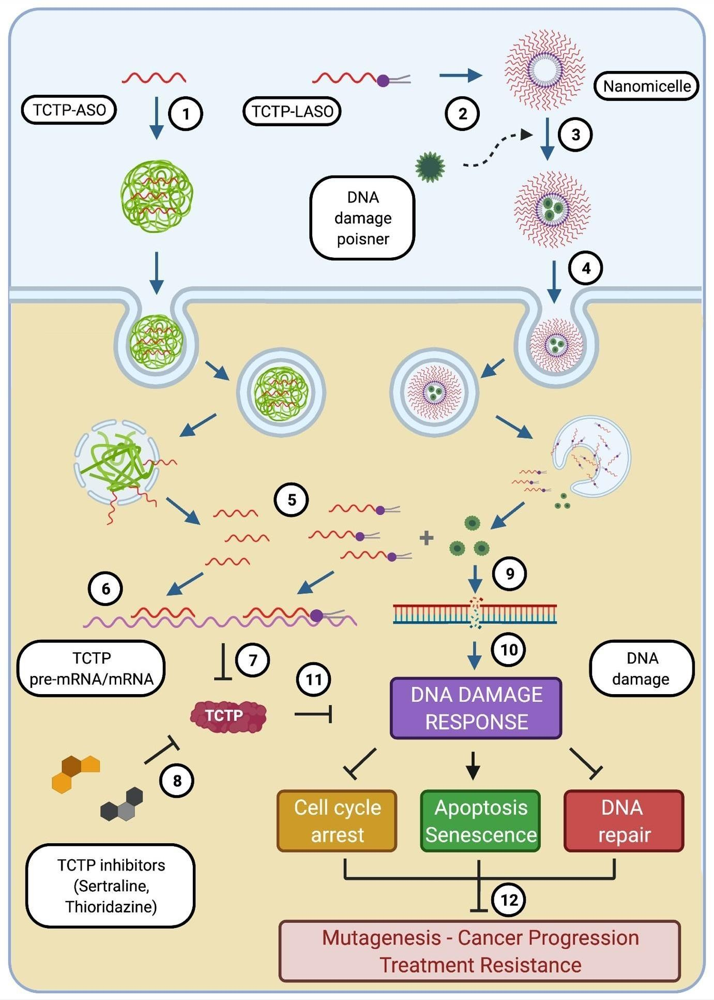 TCTP-ASO
1
TCTP-LASO
2
Nanomicelle
3
DNA
damage
poisner
4
5
6
9
TCTP
pre-mRNA/mRNA
7
10
DNA
damage
11
TCTP
DNA DAMAGE
RESPONSE
8
Cell cycle
arrest
Apoptosis
Senescence
DNA
repair
TCTP inhibitors
(Sertraline,
Thioridazine)
12
Mutagenesis - Cancer Progression
Treatment Resistance